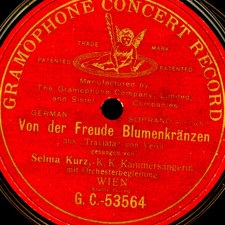 GRAMOPHONE CONCERT RECORD
TRADE MARK
PATENTED PATENTED
Manufactured by
The Gramophone Company, Limited,
and Sister Companies
GERMAN SOPRANO
Von der Freude Blumenkränzen
aus "Traviata" von Verdi
gesungen von
Selma Kurz, K. K. Kammersängerin
mit Orchesterbegleitung
WIEN
G.C.-53564